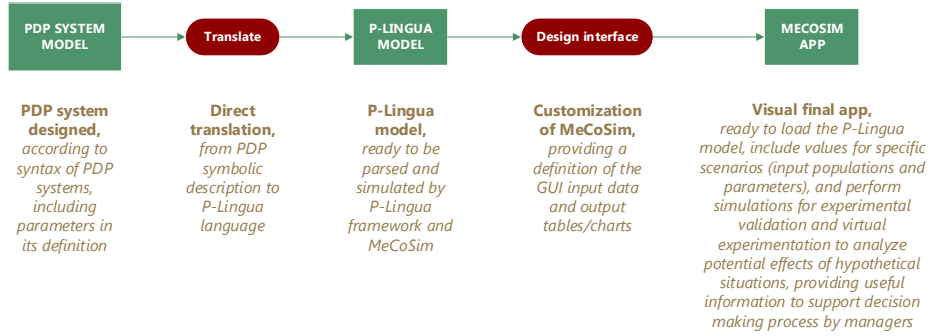 PDP SYSTEM
MODEL
Translate
P-LINGUA
MODEL
Design interface
MECOSIM
APP
PDP system
designed,
according to
syntax of PDP
systems,
including
parameters in
its definition
Direct
translation,
from PDP
symbolic
description to
P-Lingua
language
P-Lingua
model,
ready to be
parsed and
simulated by
P-Lingua
framework and
MeCoSim
Customization
of MeCoSim,
providing a
definition of the
GUI input data
and output
tables/charts
Visual final app,
ready to load the P-Lingua
model, include values for specific
scenarios (input populations and
parameters), and perform
simulations for experimental
validation and virtual
experimentation to analyze
potential effects of hypothetical
situations, providing useful
information to support decision
making process by managers